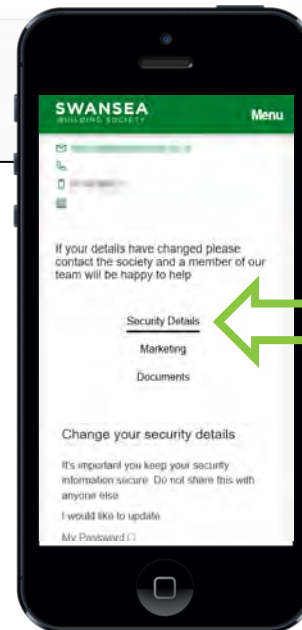 SWANSEA
BUILDING SOCIETY
Menu
If your details have changed please
contact the society and a member of our
team will be happy to help
Security Details
Marketing
Documents
Change your security details
It's important you keep your security
information secure. Do not share this with
anyone else.
I would like to update
My Password